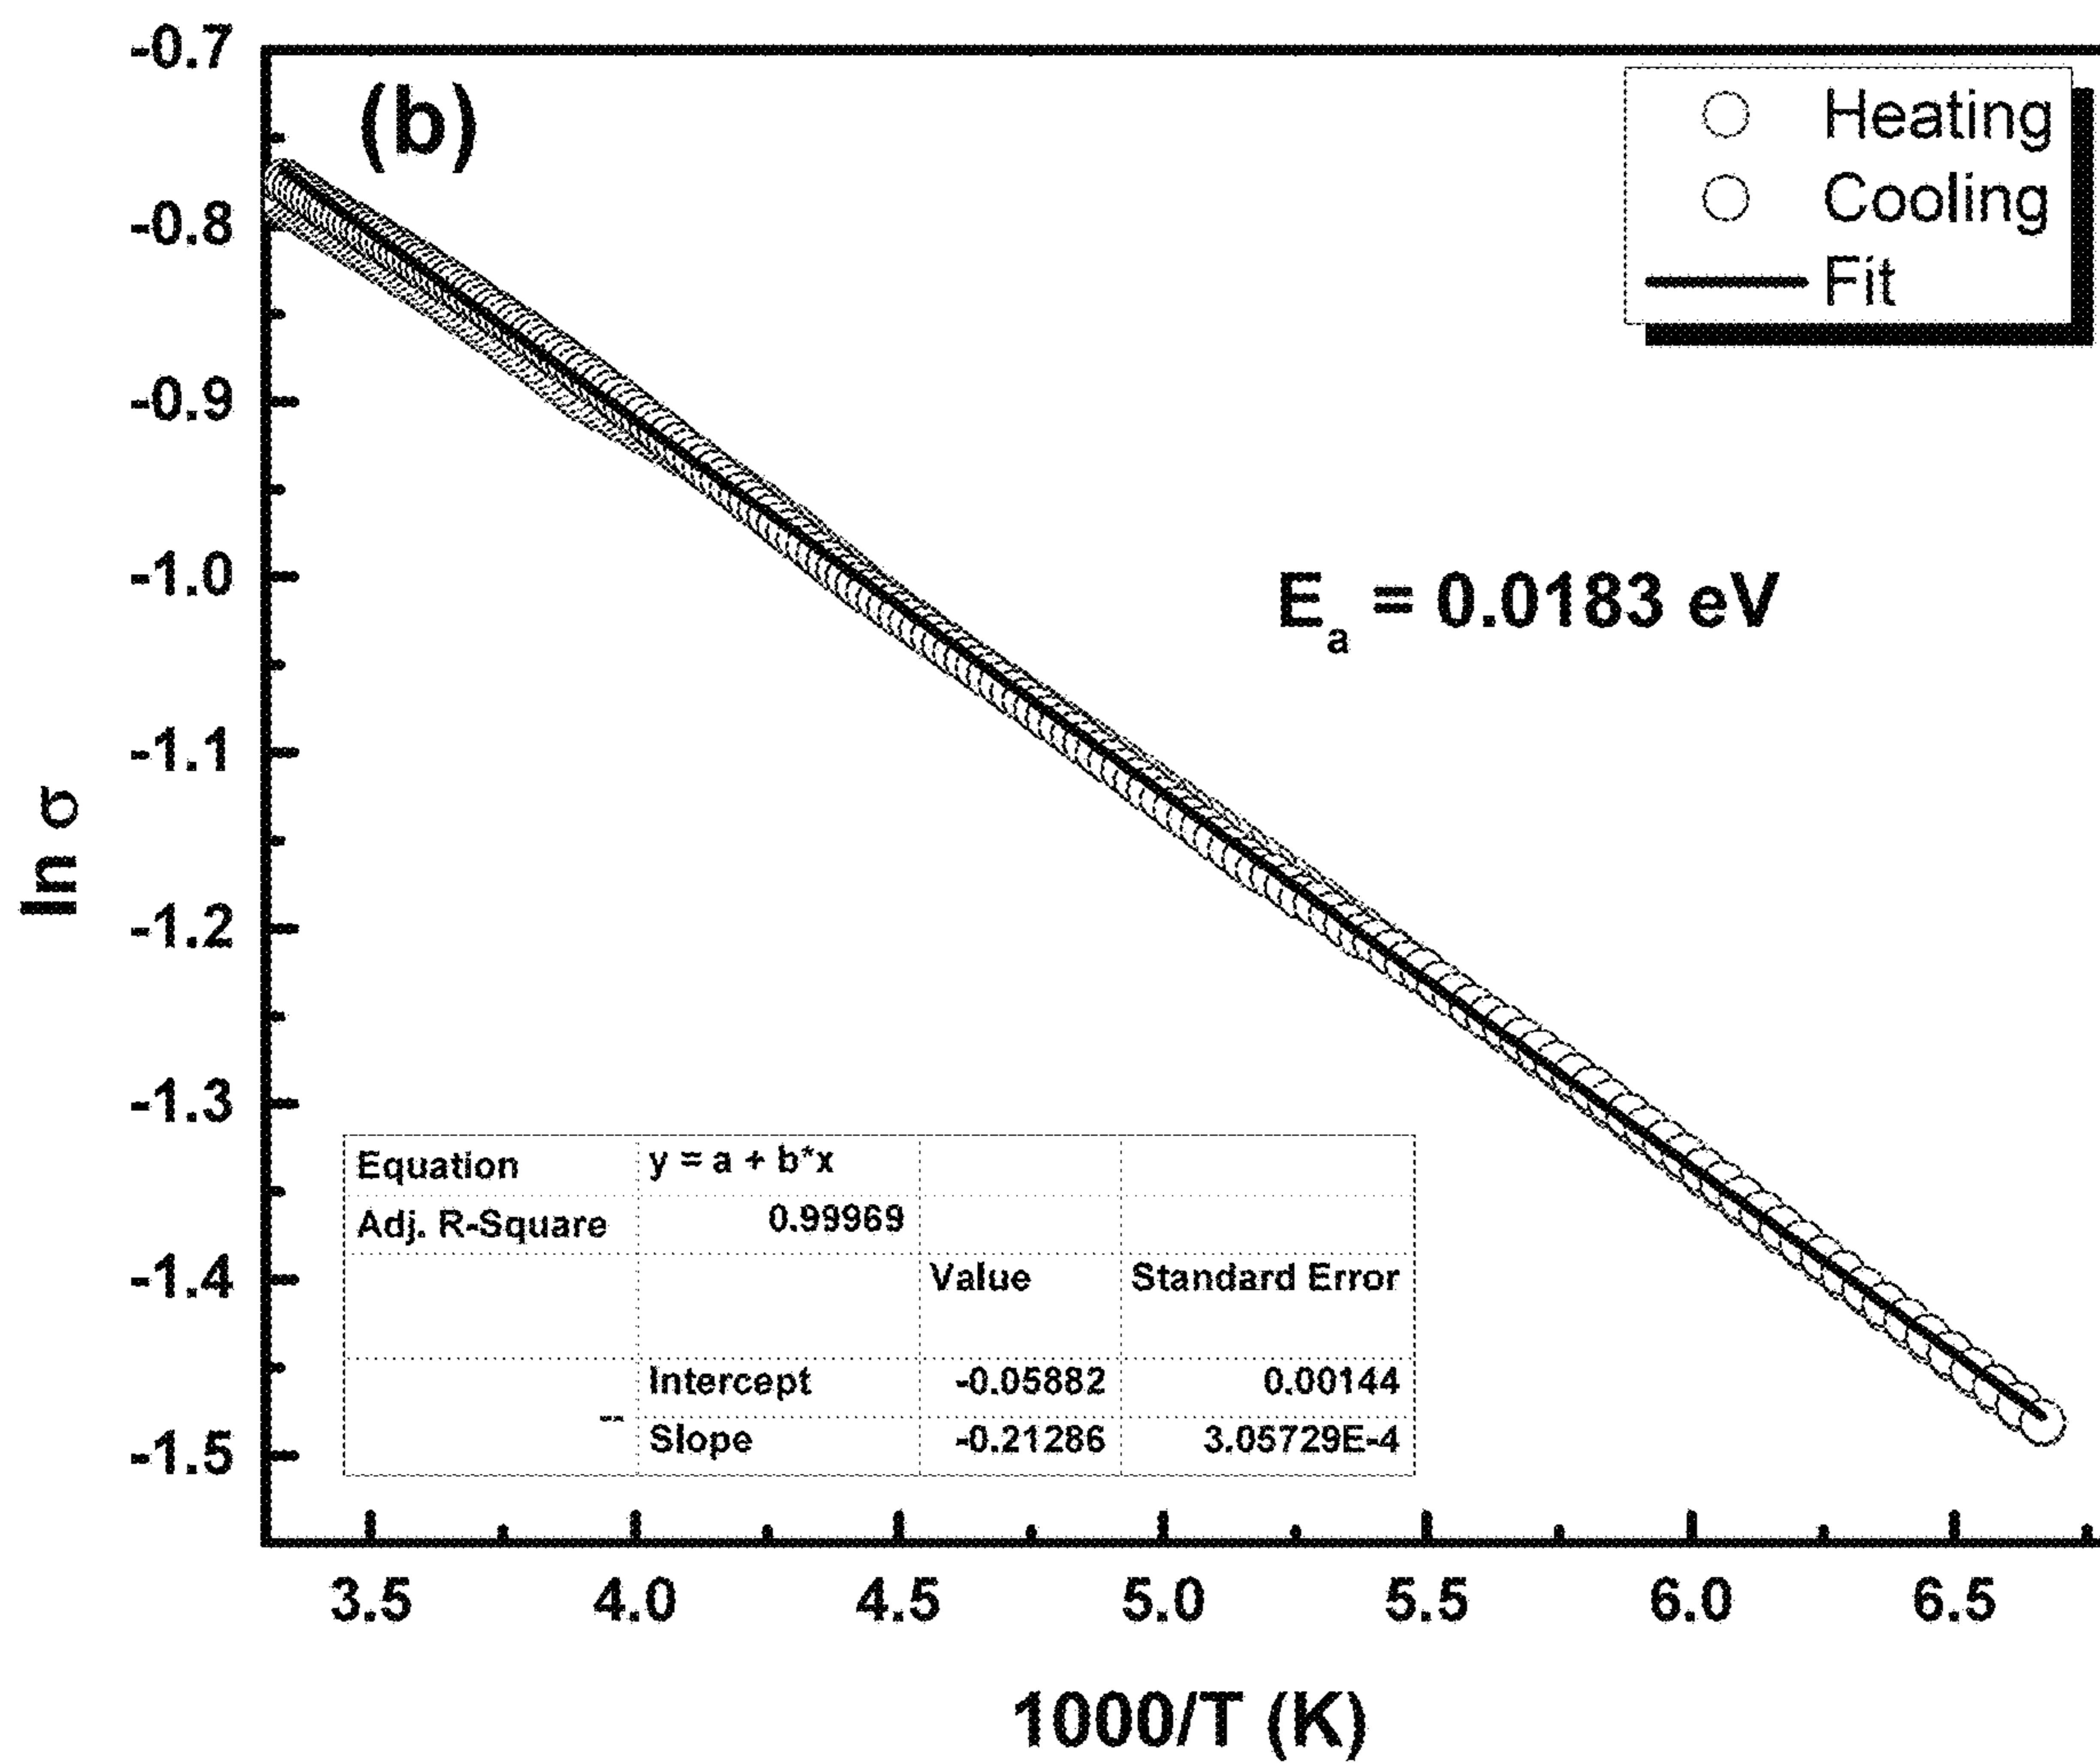 (b)
Heating
Cooling
Fit
-0.7
-0.8
-0.9
-1.0
-1.1
-1.2
-1.3
-1.4
-1.5
ln σ
Ea = 0.0183 eV
Equation y = a + b*x
Adj. R-Square 0.99969
Value Standard Error
Intercept -0.05882 0.00144
-- Slope -0.21286 3.05729E-4
3.5 4.0 4.5 5.0 5.5 6.0 6.5
1000/T (K)